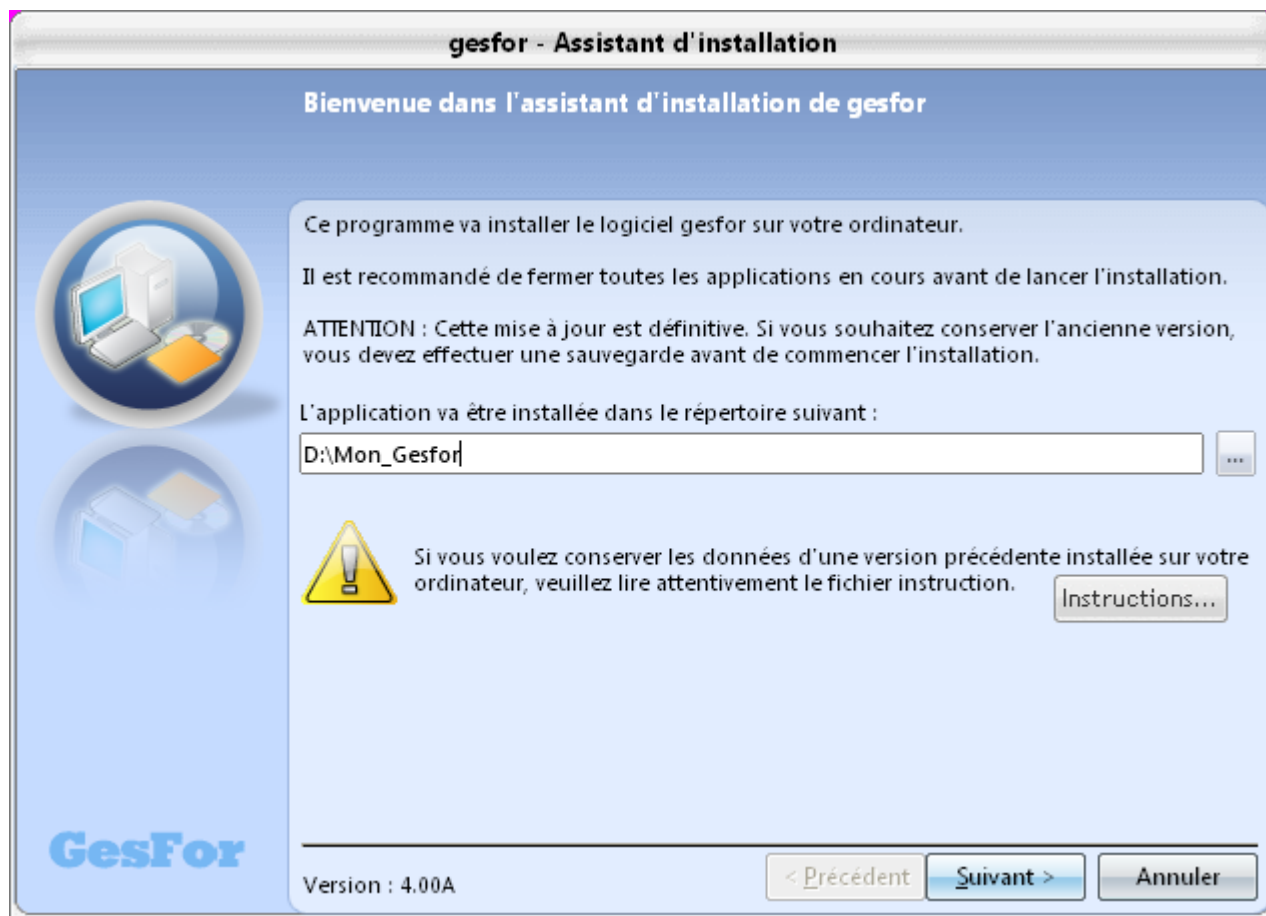 gesfor - Assistant d'installation
Bienvenue dans l'assistant d'installation de gesfor
Ce programme va installer le logiciel gesfor sur votre ordinateur.
Il est recommandé de fermer toutes les applications en cours avant de lancer l'installation.
ATTENTION : Cette mise à jour est définitive. Si vous souhaitez conserver l'ancienne version,
vous devez effectuer une sauvegarde avant de commencer l'installation.
L'application va être installée dans le répertoire suivant :
D:\Mon_Gesfor
...
Si vous voulez conserver les données d'une version précédente installée sur votre
ordinateur, veuillez lire attentivement le fichier instruction.
Instructions...
GesFor
Version : 4.00A
< Précédent
Suivant >
Annuler